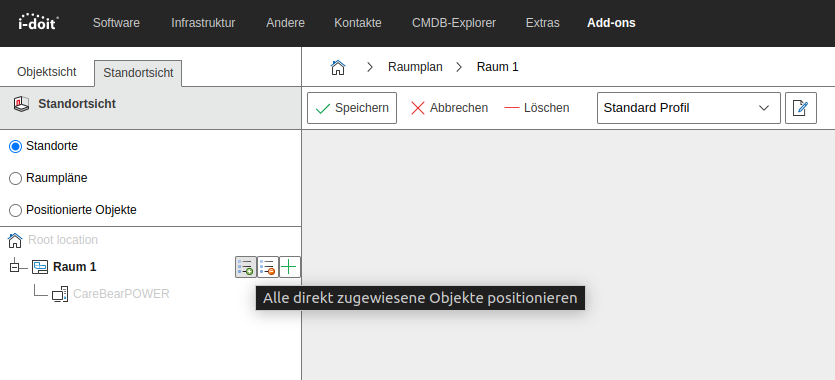 i-doit Software Infrastruktur Andere Kontakte CMDB-Explorer Extras Add-ons
Objektsicht Standortsicht
Raumplan Raum 1
Standortsicht
Speichern Abbrechen Löschen Standard Profil
Standorte
Raumpläne
Positionierte Objekte
Root location
Raum 1
CareBearPOWER
Alle direkt zugewiesene Objekte positionieren